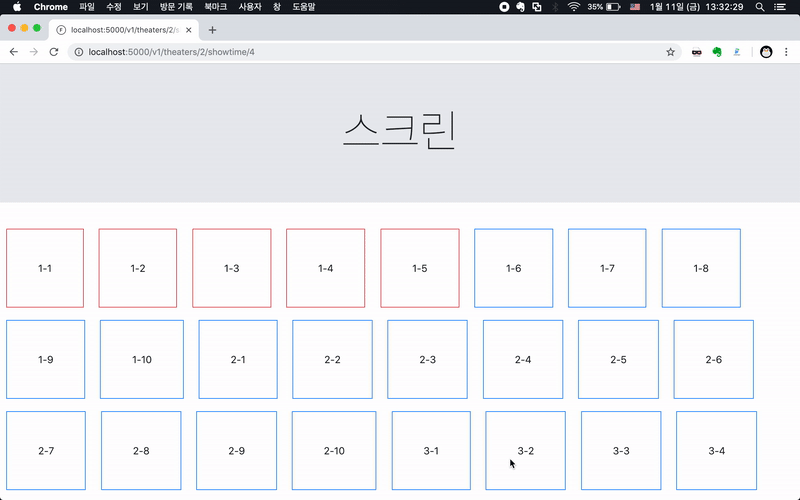 Chrome 파일 수정 보기 방문 기록 북마크 사용자 창 도움말 35% 1월 11일 (금) 13:32:29
localhost:5000/v1/theaters/2/s
localhost:5000/v1/theaters/2/showtime/4
스크린
1-1 1-2 1-3 1-4 1-5 1-6 1-7 1-8
1-9 1-10 2-1 2-2 2-3 2-4 2-5 2-6
2-7 2-8 2-9 2-10 3-1 3-2 3-3 3-4